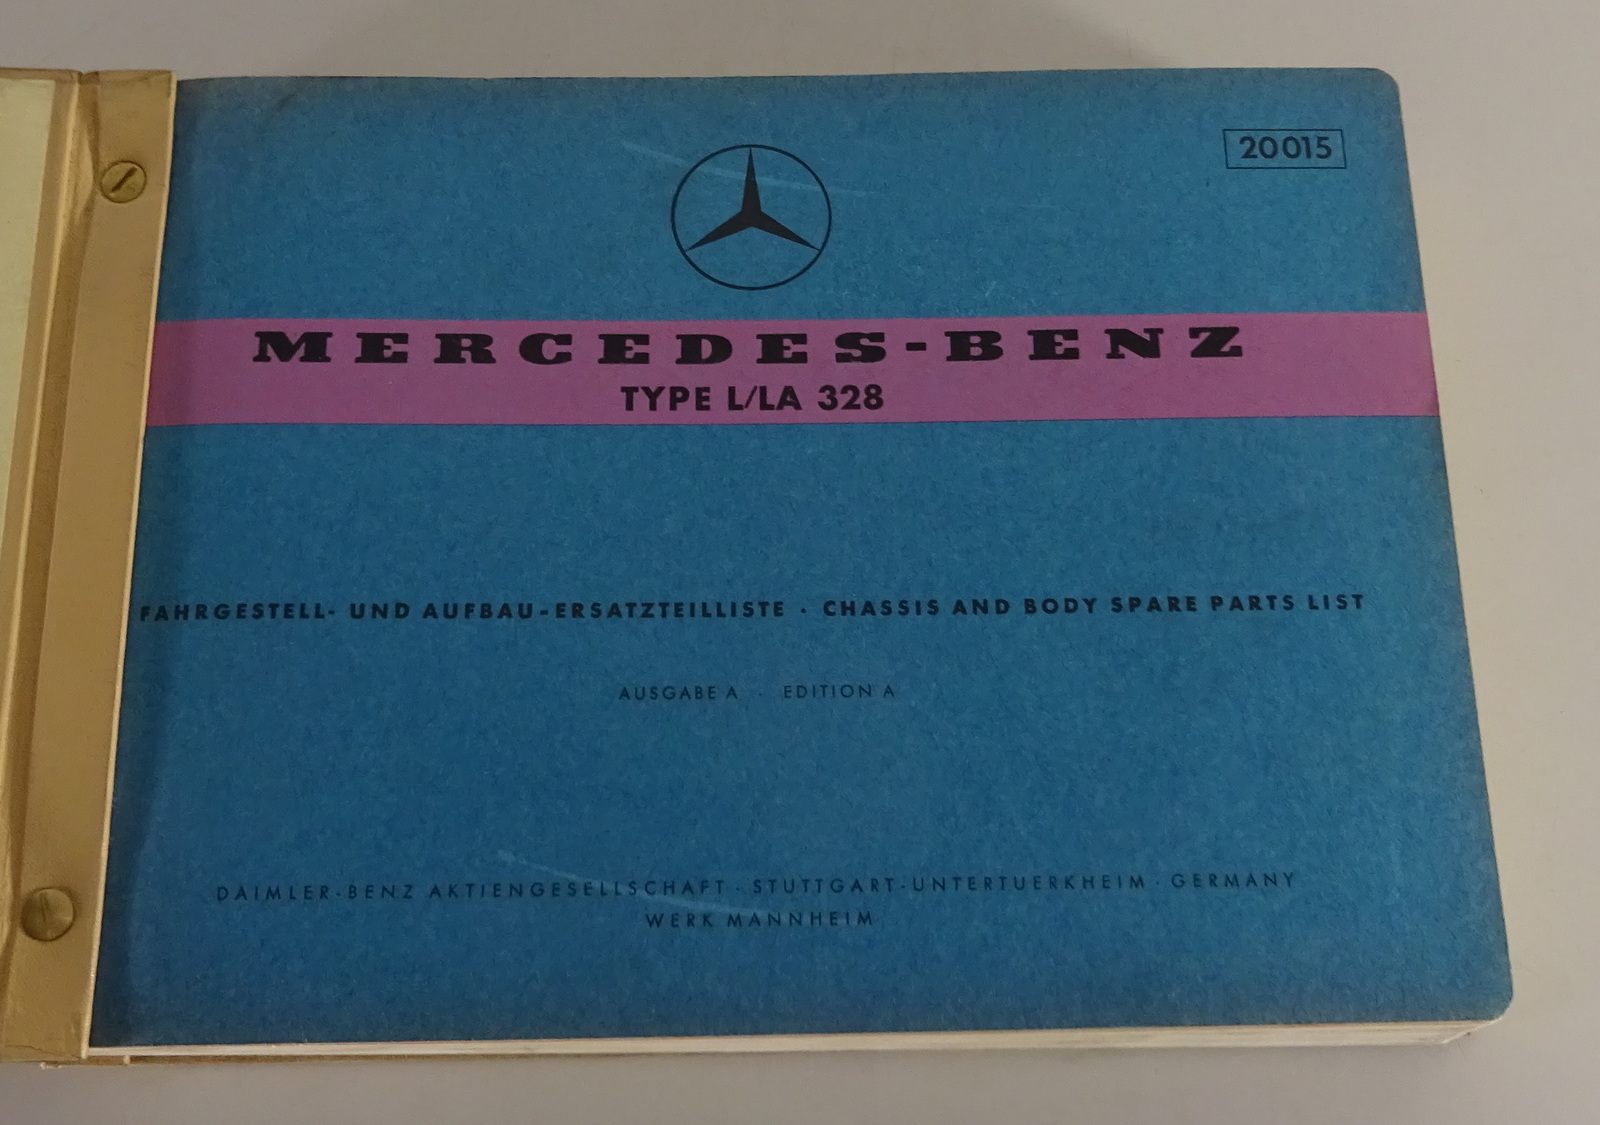 20015
MERCEDES-BENZ
TYPE L/LA 328
FAHRGESTELL- UND AUFBAU-ERSATZTEILLISTE · CHASSIS AND BODY SPARE PARTS LIST
AUSGABE A · EDITION A
DAIMLER-BENZ AKTIENGESELLSCHAFT · STUTTGART-UNTERTUERKHEIM · GERMANY
WERK MANNHEIM